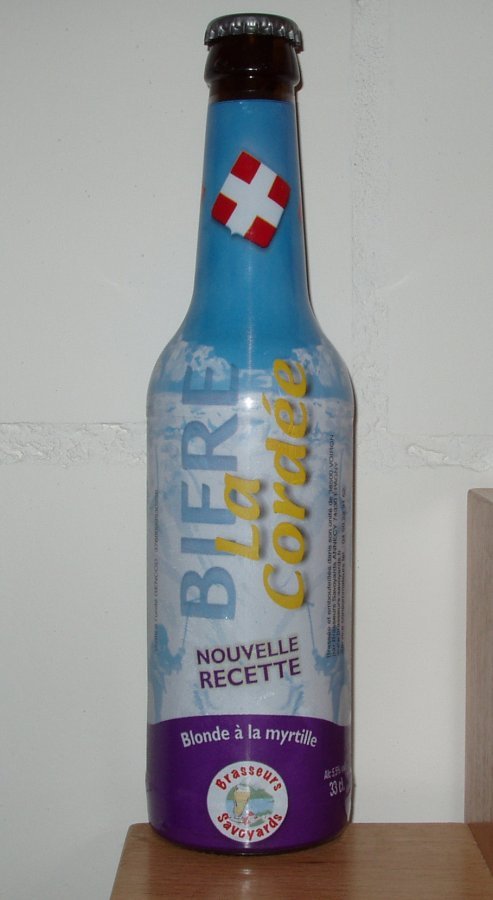 BIERE
La
Cordée
NOUVELLE
RECETTE
Blonde à la myrtille
Brasseurs
Savoyards
33 cl